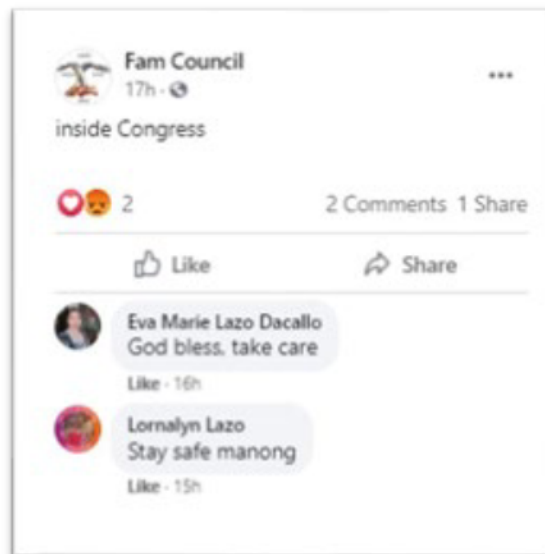 Fam Council
17h ·
...
inside Congress
2
2 Comments 1 Share
Like
Share
Eva Marie Lazo Dacallo
God bless, take care
Like · 16h
Lornalyn Lazo
Stay safe manong
Like · 15h